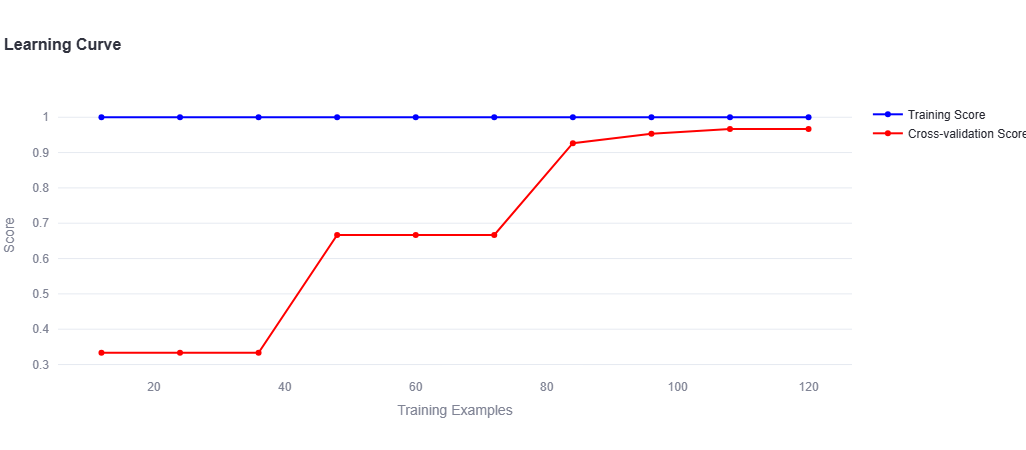 Learning Curve
Training Score
Cross-validation Score
1
0.9
0.8
0.7
0.6
0.5
0.4
0.3
Score
20 40 60 80 100 120
Training Examples